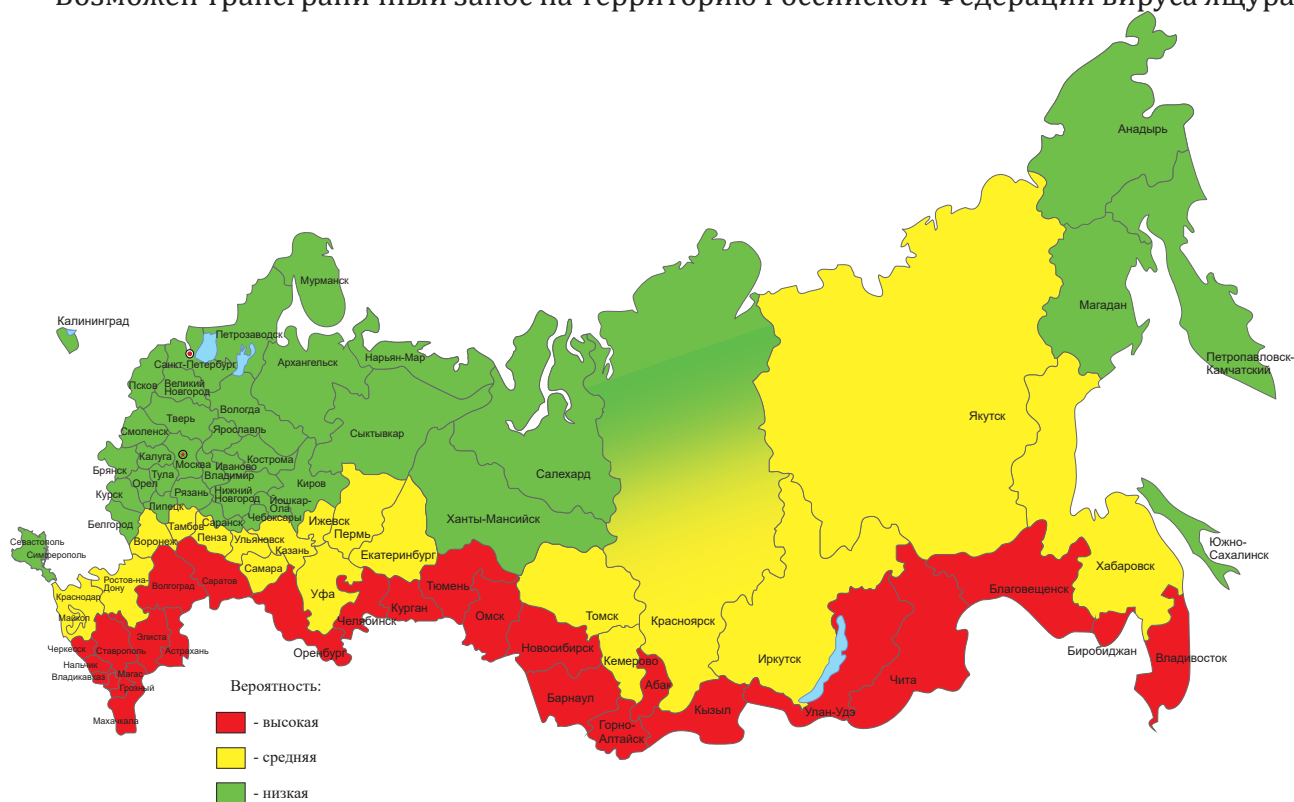 Возможен трансграничный занос на территорию Российской Федерации вируса ящура
Анадырь
Мурманск
Магадан
Калининград
Петрозаводск
Санкт-Петербург
Архангельск
Нарьян-Мар
Петропавловск-
Камчатский
Псков
Великий
Новгород
Вологда
Тверь
Якутск
Смоленск
Ярославль
Сыктывкар
Калуга
Москва
Иваново
Кострома
Брянск
Тула
Владимир
Салехард
Орел
Рязань
Нижний
Новгород
Киров
Курск
Липецк
Йошкар-
Ола
Белгород
Тамбов
Саранск
Чебоксары
Ижевск
Ханты-Мансийск
Севастополь
Воронеж
Пенза
Ульяновск
Пермь
Южно-
Сахалинск
Симферополь
Казань
Екатеринбург
Самара
Хабаровск
Ростов-на-
Дону
Волгоград
Саратов
Тюмень
Благовещенск
Краснодар
Уфа
Курган
Майкоп
Челябинск
Омск
Томск
Красноярск
Элиста
Черкесск
Ставрополь
Астрахань
Оренбург
Новосибирск
Кемерово
Иркутск
Биробиджан
Владивосток
Нальчик
Владикавказ
Магас
Грозный
Абак
Чита
Вероятность:
Барнаул
Кызыл
Улан-Удэ
Махачкала
- высокая
Горно-
Алтайск
- средняя
- низкая